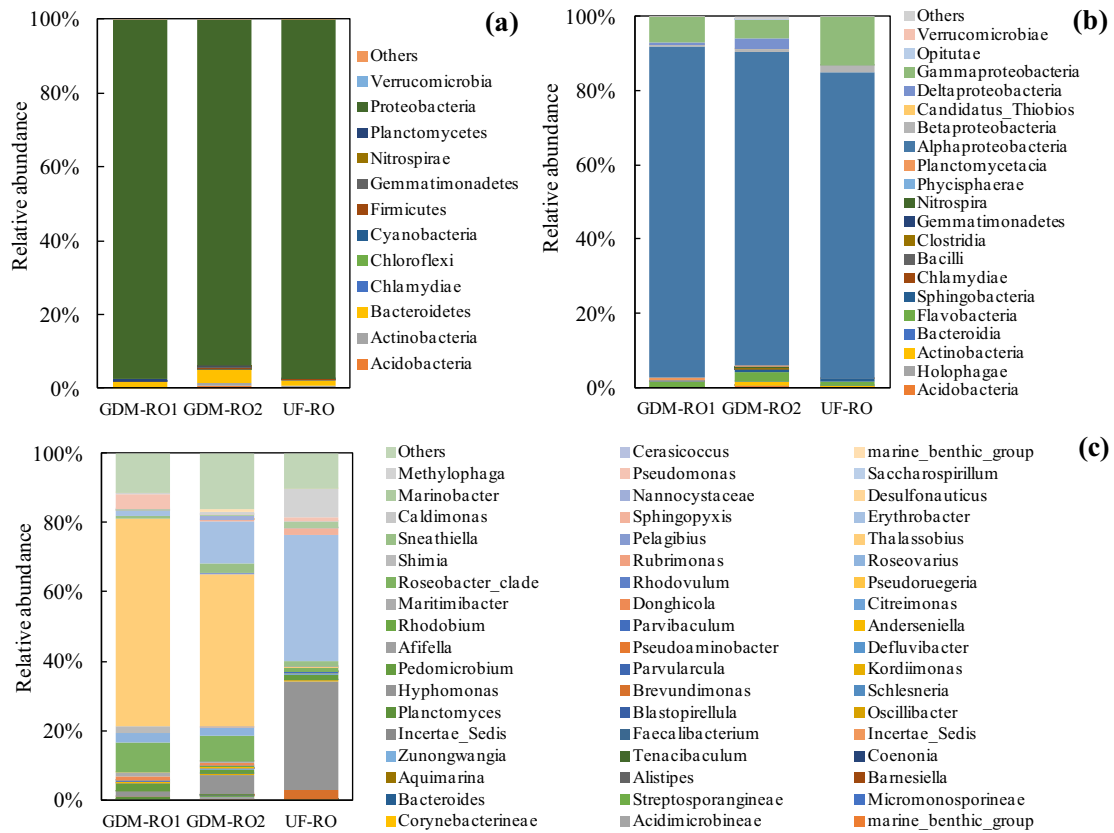 (a)
Relative abundance
100%
80%
60%
40%
20%
0%
GDM-RO1 GDM-RO2 UF-RO
Others
Verrucomicrobia
Proteobacteria
Planctomycetes
Nitrospirae
Gemmatimonadetes
Firmicutes
Cyanobacteria
Chloroflexi
Chlamydiae
Bacteroidetes
Actinobacteria
Acidobacteria
(b)
Relative abundance
100%
80%
60%
40%
20%
0%
GDM-RO1 GDM-RO2 UF-RO
Others
Verrucomicrobiae
Opitutae
Gammaproteobacteria
Deltaproteobacteria
Candidatus_Thiobios
Betaproteobacteria
Alphaproteobacteria
Planctomycetacia
Phycisphaerae
Nitrospira
Gemmatimonadetes
Clostridia
Bacilli
Chlamydiae
Sphingobacteria
Flavobacteria
Bacteroidia
Actinobacteria
Holophagae
Acidobacteria
(c)
Relative abundance
100%
80%
60%
40%
20%
0%
GDM-RO1 GDM-RO2 UF-RO
Others Cerasicoccus marine_benthic_group
Methylophaga Pseudomonas Saccharospirillum
Marinobacter Nannocystaceae Desulfonauticus
Caldimonas Sphingopyxis Erythrobacter
Sneathiella Pelagibius Thalassobius
Shimia Rubrimonas Roseovarius
Roseobacter_clade Rhodovulum Pseudoruegeria
Maritimibacter Donghicola Citreimonas
Rhodobium Parvibaculum Anderseniella
Afifella Pseudoaminobacter Defluvibacter
Pedomicrobium Parvularcula Kordiimonas
Hyphomonas Brevundimonas Schlesneria
Planctomyces Blastopirellula Oscillibacter
Incertae_Sedis Faecalibacterium Incertae_Sedis
Zunongwangia Tenacibaculum Coenonia
Aquimarina Alistipes Barnesiella
Bacteroides Streptosporangineae Micromonosporineae
Corynebacterineae Acidimicrobineae marine_benthic_group